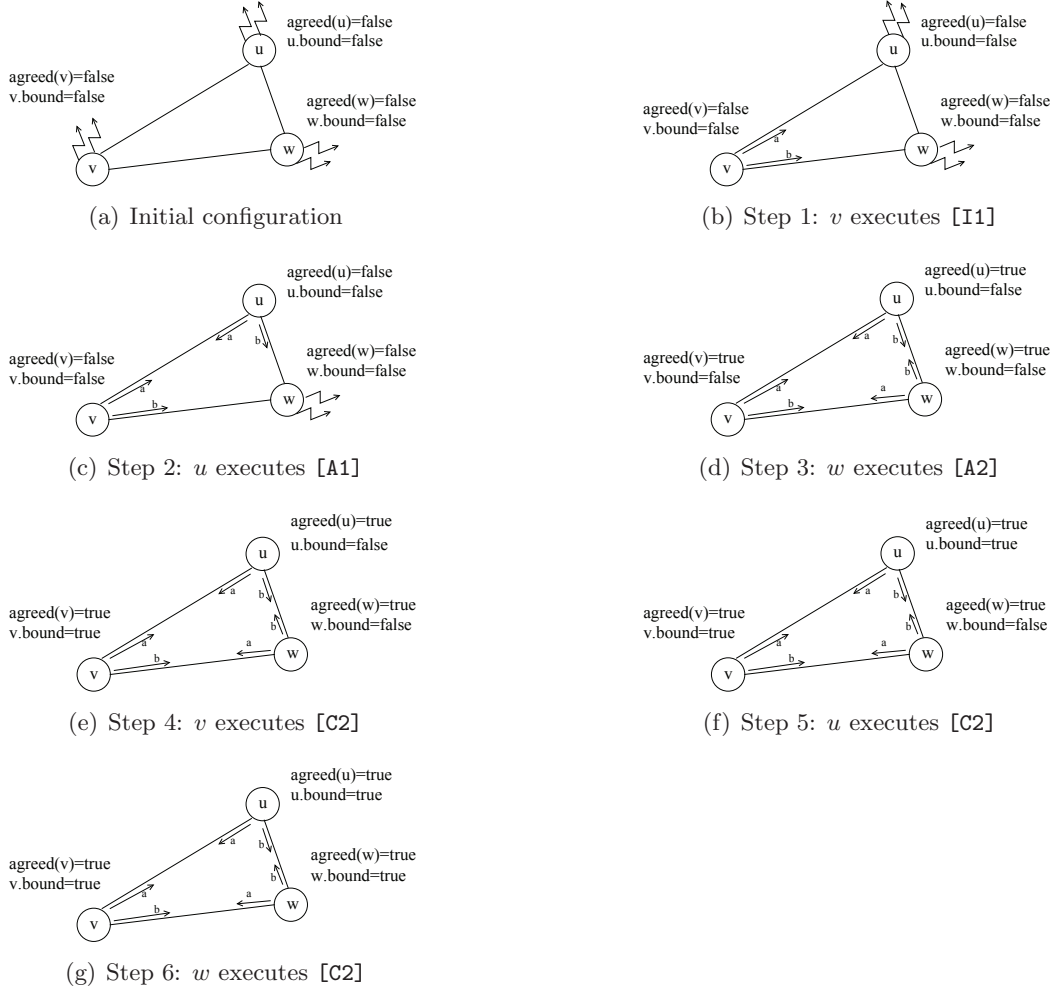 agreed(u)=false
u.bound=false
u
agreed(v)=false
v.bound=false
agreed(w)=false
w.bound=false
w
v
(a) Initial configuration
agreed(u)=false
u.bound=false
u
agreed(v)=false
v.bound=false
agreed(w)=false
w.bound=false
a
b
w
v
(b) Step 1: v executes [I1]
agreed(u)=false
u.bound=false
u
a
b
agreed(v)=false
v.bound=false
agreed(w)=false
w.bound=false
a
b
w
v
(c) Step 2: u executes [A1]
agreed(u)=true
u.bound=false
u
a
b
agreed(v)=true
v.bound=false
agreed(w)=true
w.bound=false
b
a
a
b
w
v
(d) Step 3: w executes [A2]
agreed(u)=true
u.bound=false
u
a
b
agreed(v)=true
v.bound=true
agreed(w)=true
w.bound=false
b
a
a
b
w
v
(e) Step 4: v executes [C2]
agreed(u)=true
u.bound=true
u
a
b
agreed(v)=true
v.bound=true
ageed(w)=true
w.bound=false
b
a
a
b
w
v
(f) Step 5: u executes [C2]
agreed(u)=true
u.bound=true
u
a
b
agreed(v)=true
v.bound=true
agreed(w)=true
w.bound=true
b
a
a
b
w
v
(g) Step 6: w executes [C2]